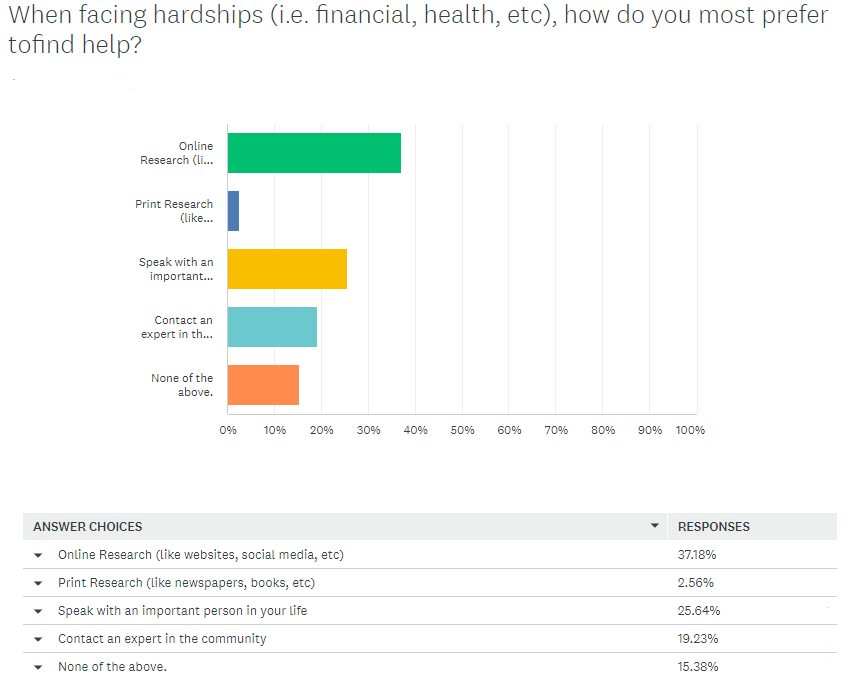 When facing hardships (i.e. financial, health, etc), how do you most prefer
tofind help?
Online
Research (li...
Print Research
(like...
Speak with an
important...
Contact an
expert in th...
None of the
above.
0% 10% 20% 30% 40% 50% 60% 70% 80% 90% 100%
ANSWER CHOICES RESPONSES
Online Research (like websites, social media, etc) 37.18%
Print Research (like newspapers, books, etc) 2.56%
Speak with an important person in your life 25.64%
Contact an expert in the community 19.23%
None of the above. 15.38%